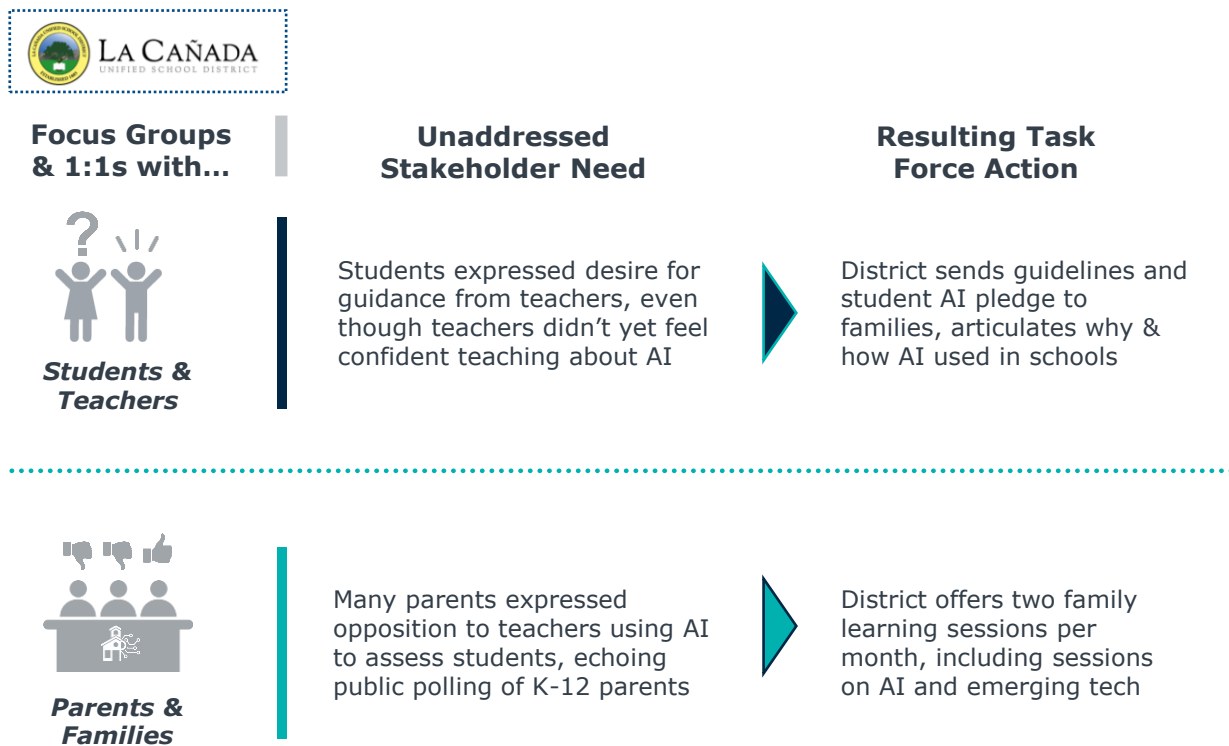 LA CAÑADA
UNIFIED SCHOOL DISTRICT
Focus Groups
& 1:1s with…
Unaddressed
Stakeholder Need
Resulting Task
Force Action
Students &
Teachers
Students expressed desire for
guidance from teachers, even
though teachers didn’t yet feel
confident teaching about AI
District sends guidelines and
student AI pledge to
families, articulates why &
how AI used in schools
Parents &
Families
Many parents expressed
opposition to teachers using AI
to assess students, echoing
public polling of K-12 parents
District offers two family
learning sessions per
month, including sessions
on AI and emerging tech